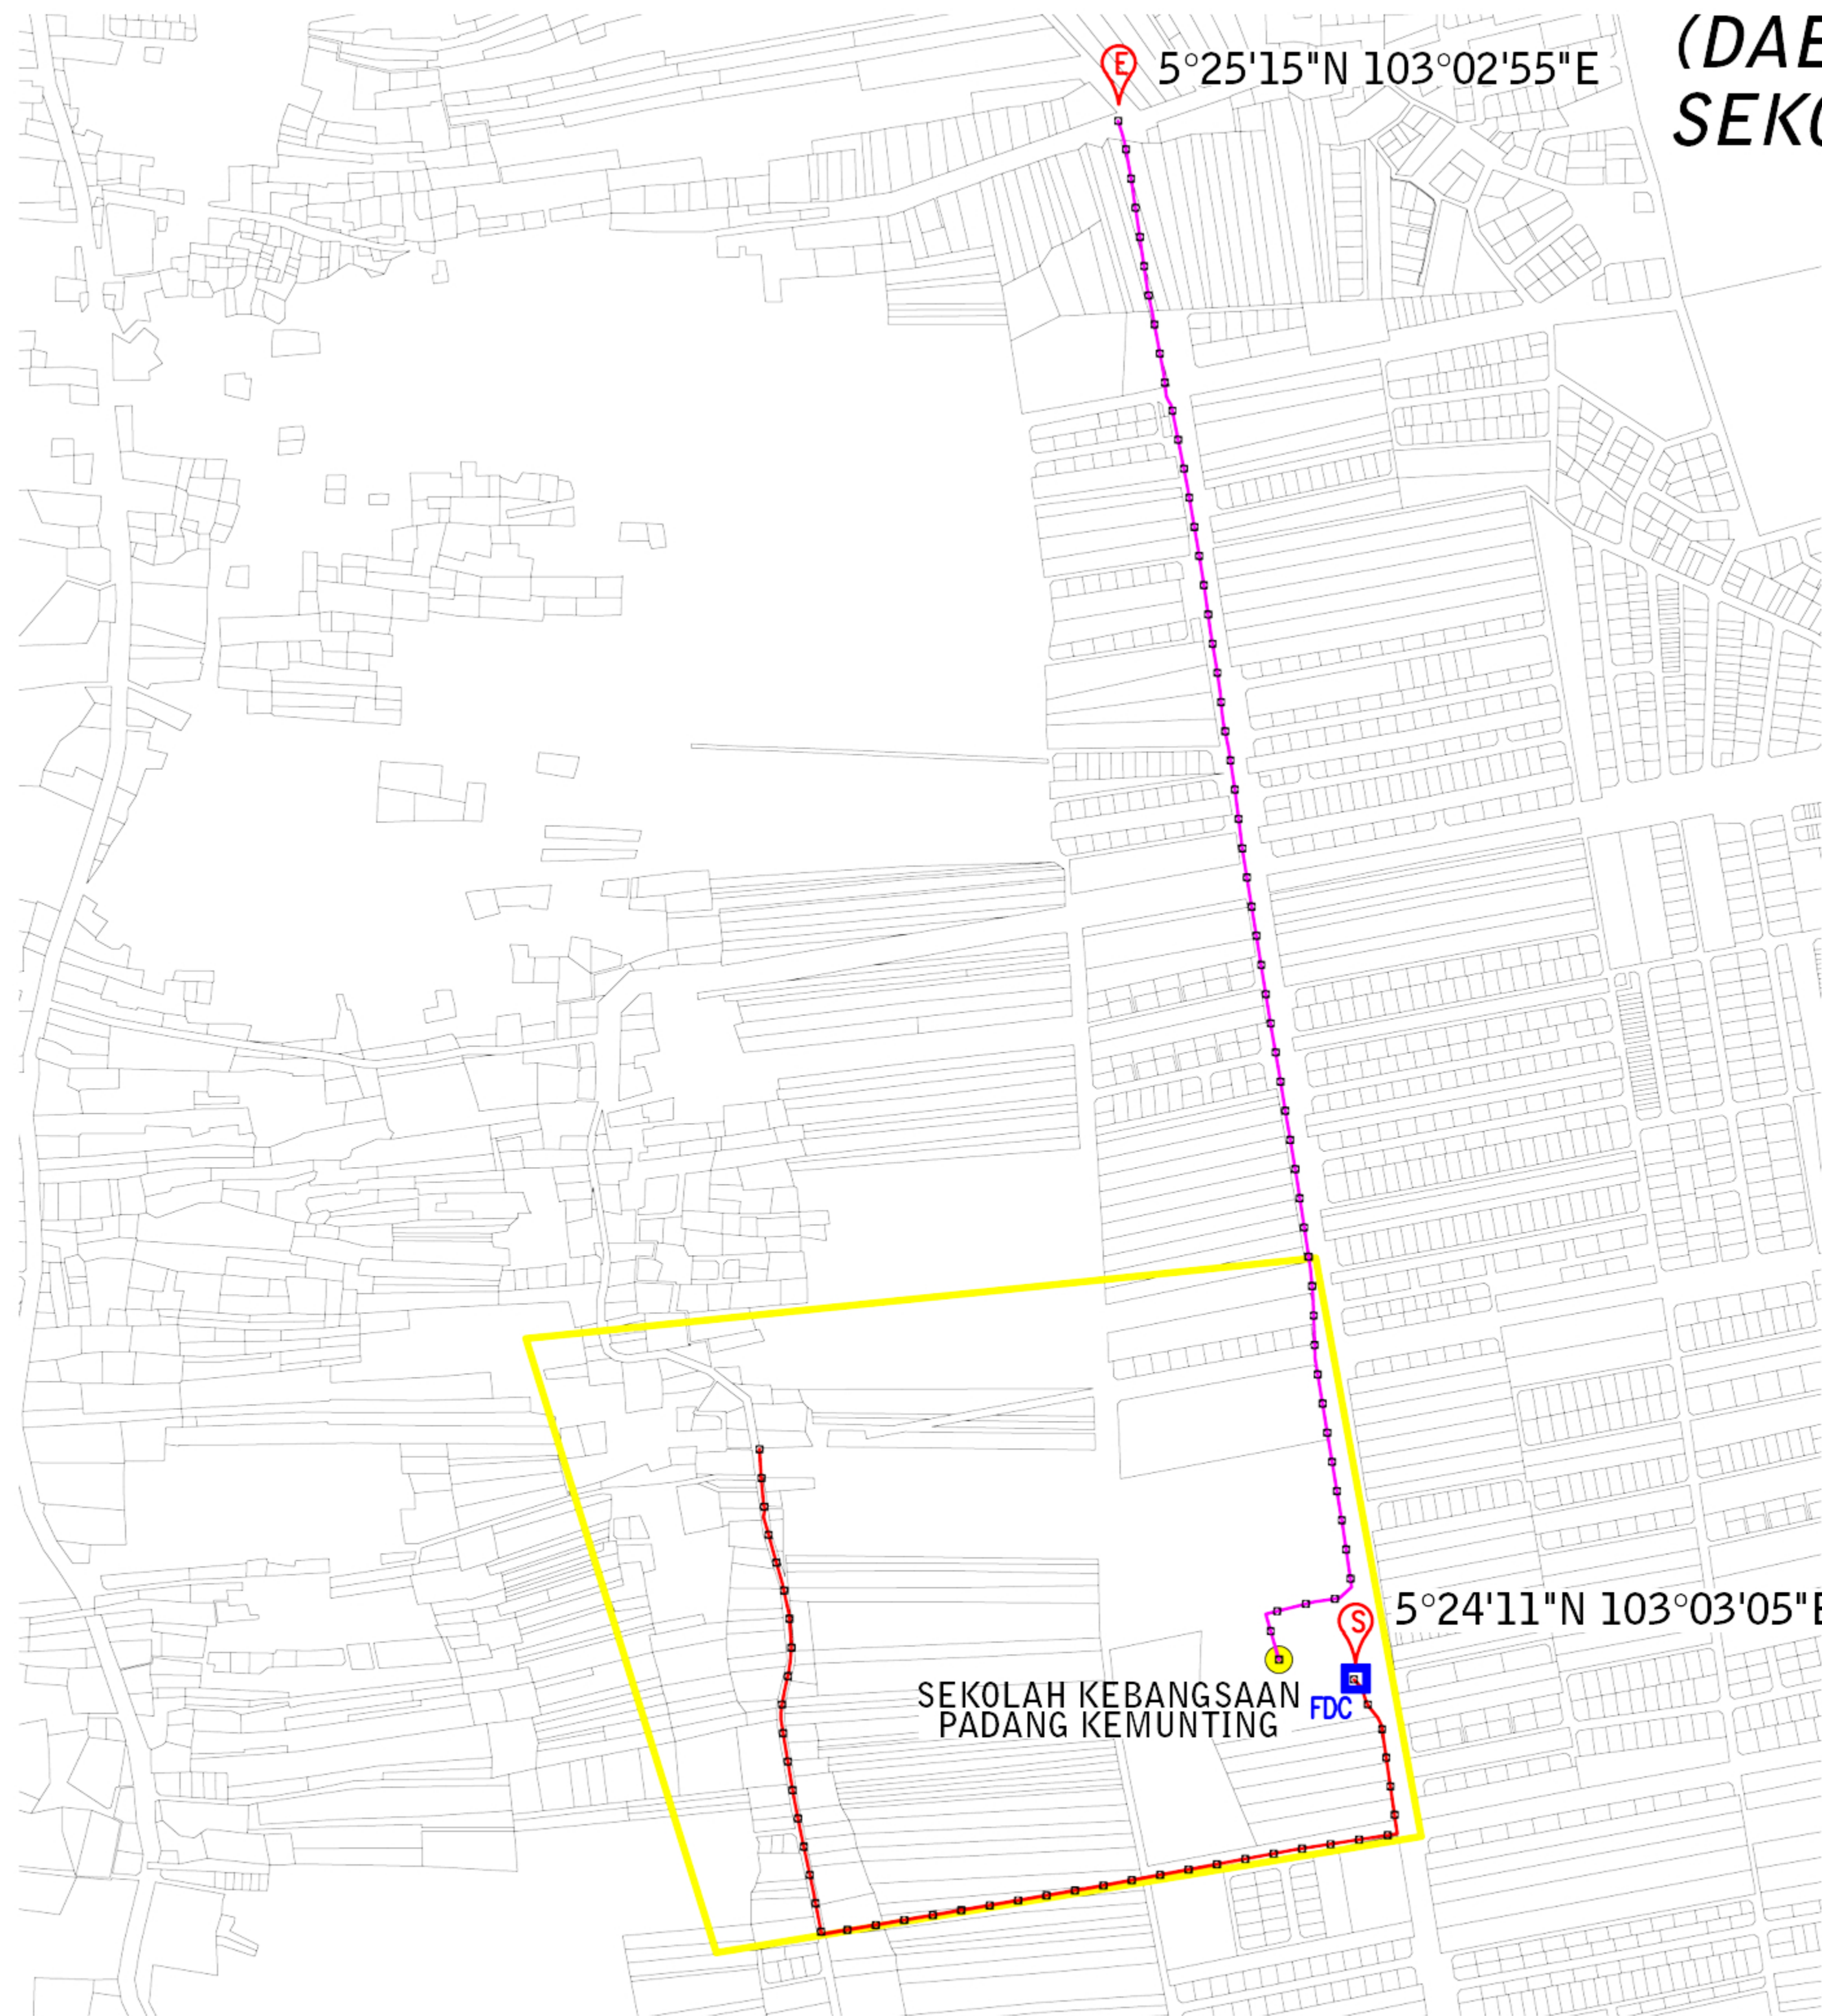 (DAE
SEKO
E
5°25'15"N 103°02'55"E
5°24'11"N 103°03'05"E
S
SEKOLAH KEBANGSAAN
PADANG KEMUNTING
FDC